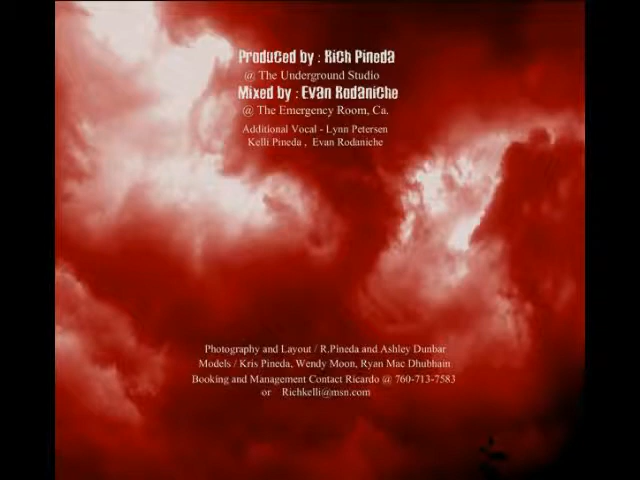 Produced by : Rich Pineda
@ The Underground Studio
Mixed by : Evan Rodaniche
@ The Emergency Room, Ca.
Additional Vocal - Lynn Petersen
Kelli Pineda , Evan Rodaniche
Photography and Layout / R.Pineda and Ashley Dunbar
Models / Kris Pineda, Wendy Moon, Ryan Mac Dhubhain
Booking and Management Contact Ricardo @ 760-713-7583
or Richkelli@msn.com